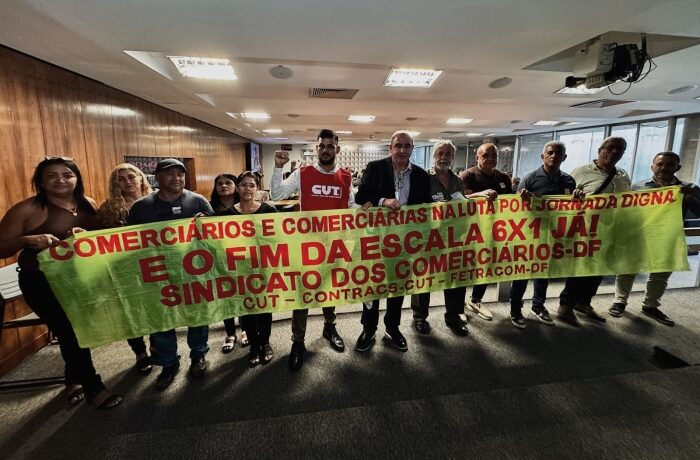 CUT
COMERCIÁRIOS E COMERCIÁRIAS NA LUTA POR JORNADA DIGNA
E O FIM DA ESCALA 6X1 JÁ!
SINDICATO DOS COMERCIÁRIOS-DF
CUT - CONTRACS-CUT - FETRACOM-DF